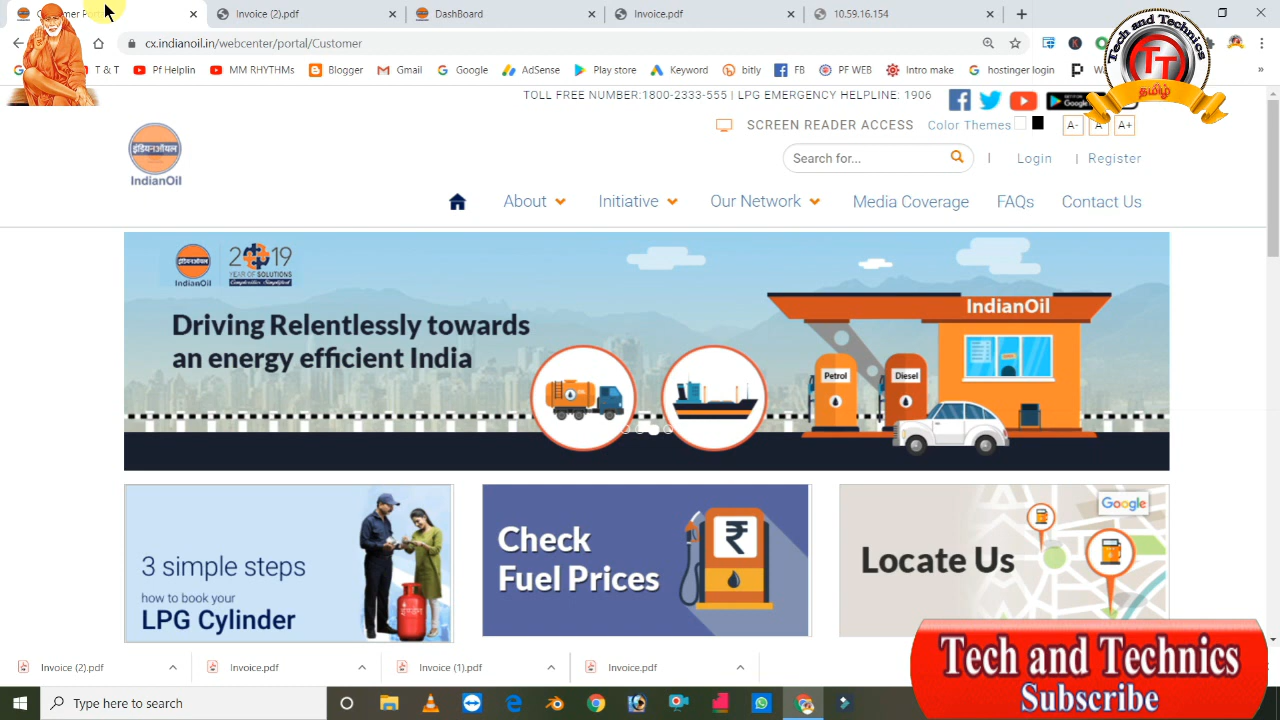 Invoice (2).pdf
DashBoard
Invoice.pdf
10.59.16.154
cx.indianoil.in/webcenter/portal/Customer
T & T
Pf Helplin
MM RHYTHMs
Blogger
Gmail
Google
AdSense
Play store
Keyword
bitly
FB
PF WEB
Intro make
hostinger login
Tech and Technics
TT
தமிழ்
TOLL FREE NUMBER:1800-2333-555 | LPG EMERGENCY HELPLINE: 1906
SCREEN READER ACCESS
Color Themes
A-
A
A+
इंडियनऑयल
IndianOil
Search for...
| Login
| Register
About
Initiative
Our Network
Media Coverage
FAQs
Contact Us
इंडियनऑयल
IndianOil
2019
YEAR OF SOLUTIONS
Complexities Simplified
Driving Relentlessly towards
an energy efficient India
IndianOil
Petrol
Diesel
3 simple steps
how to book your
LPG Cylinder
Check
Fuel Prices
₹
Locate Us
Google
Invoice (2).pdf
Invoice.pdf
Invoice (1).pdf
Invoice.pdf
Tech and Technics
Subscribe
Type here to search